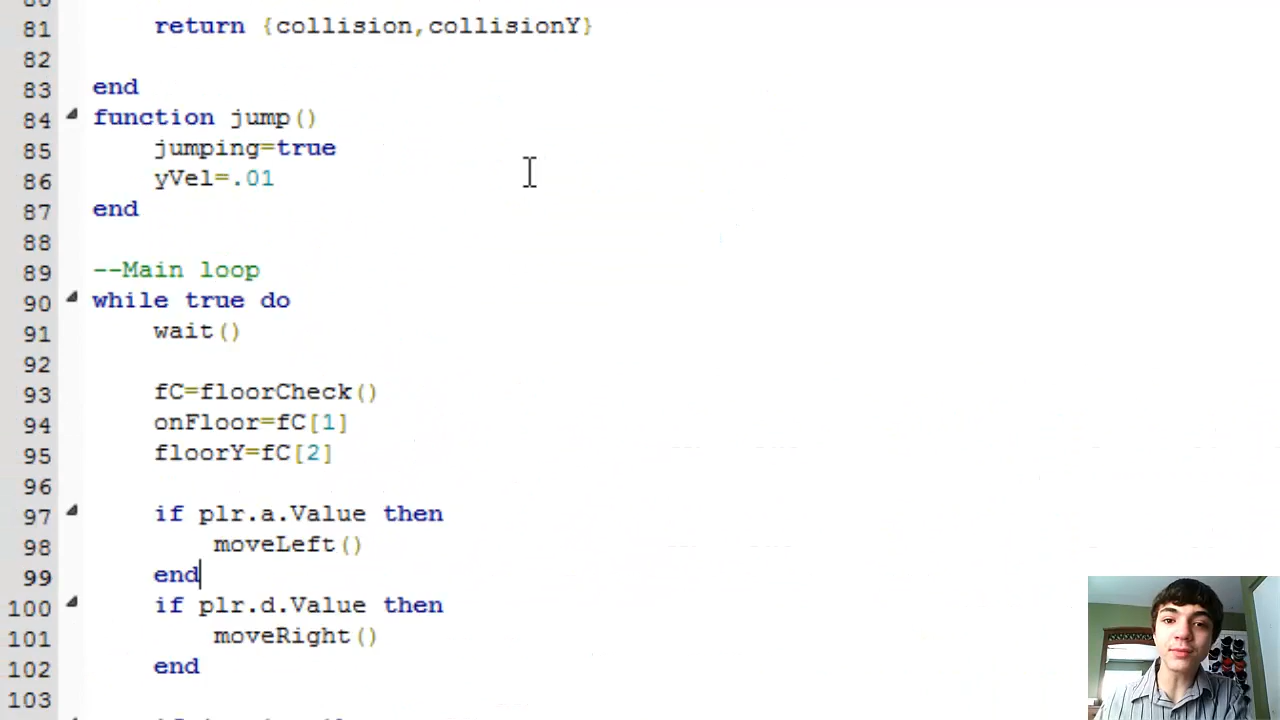 81 return {collision,collisionY}
82
83 end
84 function jump()
85 jumping=true
86 yVel=.01
87 end
88
89 --Main loop
90 while true do
91 wait()
92
93 fC=floorCheck()
94 onFloor=fC[1]
95 floorY=fC[2]
96
97 if plr.a.Value then
98 moveLeft()
99 end
100 if plr.d.Value then
101 moveRight()
102 end
103